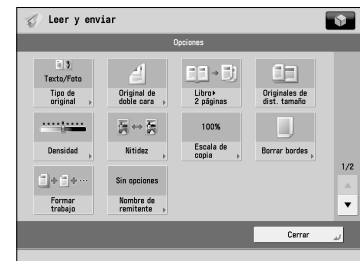 Leer y enviar
Opciones
Texto/Foto
Tipo de
original
Original de
doble cara
Libro
2 páginas
Originales de
dist. tamaño
Densidad
Nitidez
100%
Escala de
copia
Borrar bordes
1/2
Formar
trabajo
Sin opciones
Nombre de
remitente
Cerrar